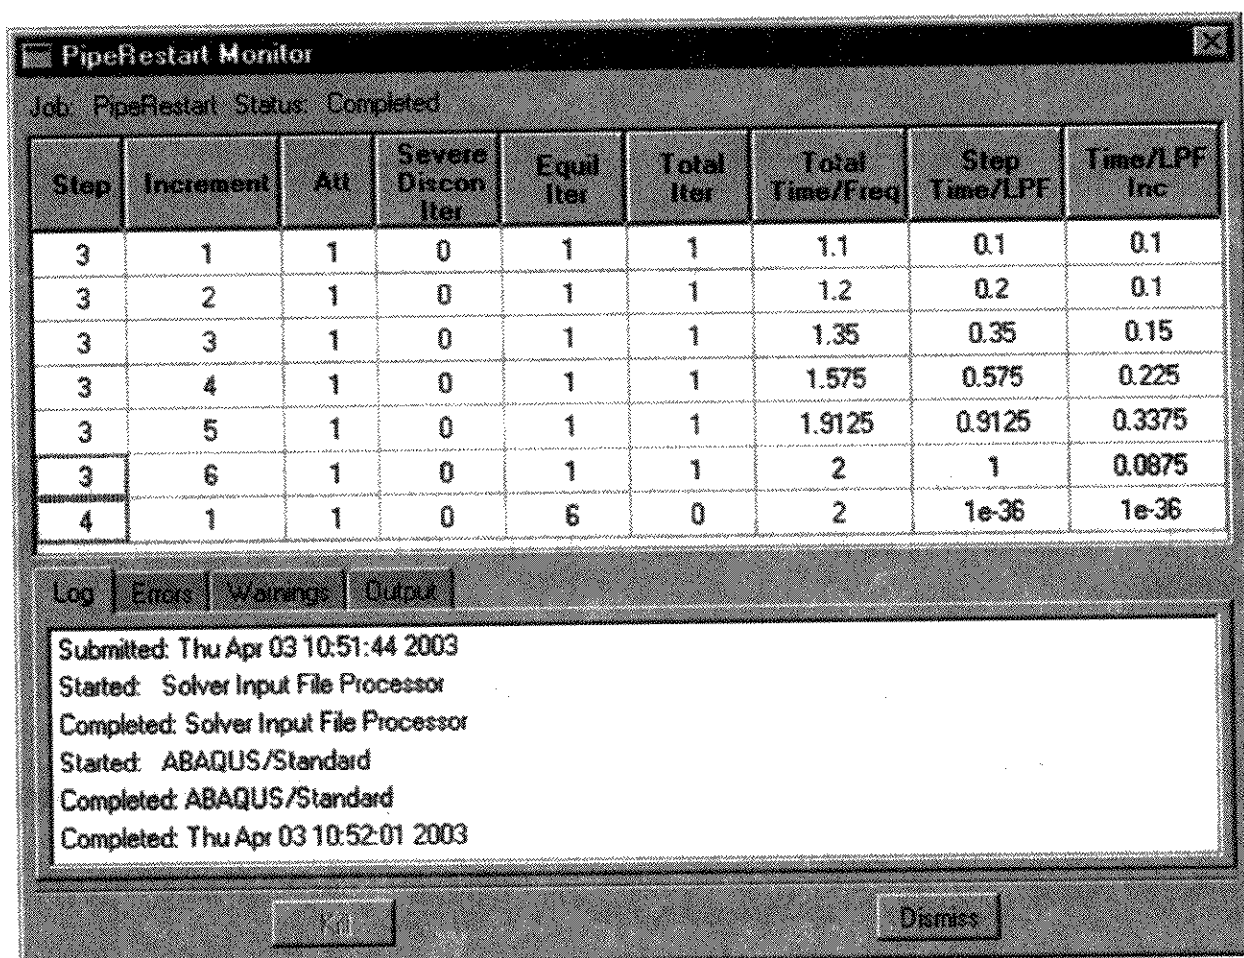 PipeRestart Monitor
Job: PipeRestart Status: Completed
Step Increment Att Severe Discon Iter Equil Iter Total Iter Total Time/Freq Step Time/LPF Time/LPF Inc
3 1 1 0 1 1 1.1 0.1 0.1
3 2 1 0 1 1 1.2 0.2 0.1
3 3 1 0 1 1 1.35 0.35 0.15
3 4 1 0 1 1 1.575 0.575 0.225
3 5 1 0 1 1 1.9125 0.9125 0.3375
3 6 1 0 1 1 2 1 0.0875
4 1 1 0 6 0 2 1e-36 1e-36
Log Errors Warnings Output
Submitted: Thu Apr 03 10:51:44 2003
Started: Solver Input File Processor
Completed: Solver Input File Processor
Started: ABAQUS/Standard
Completed: ABAQUS/Standard
Completed: Thu Apr 03 10:52:01 2003
Kill Dismiss